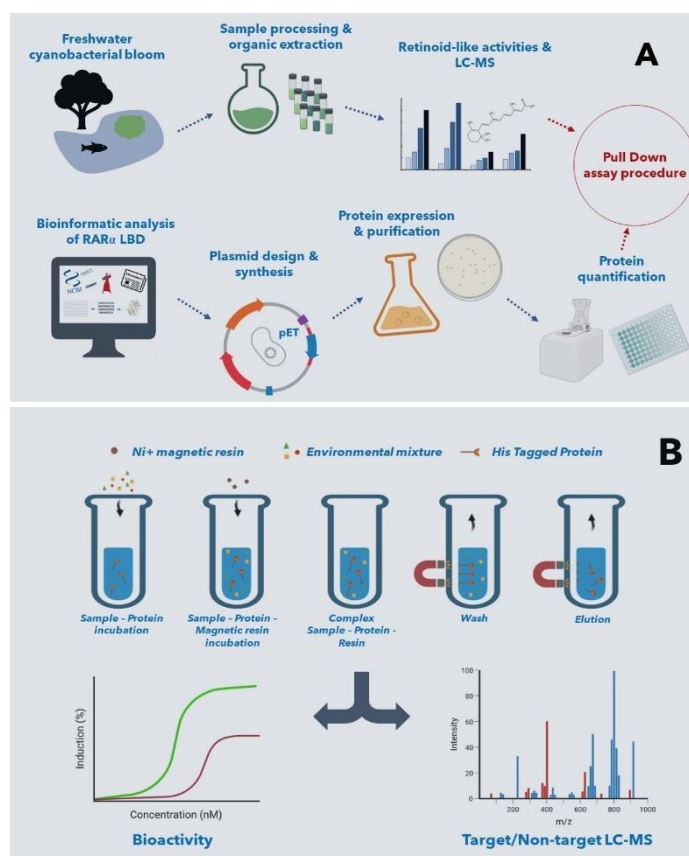 A
Freshwater
cyanobacterial bloom
Sample processing &
organic extraction
Retinoid-like activities &
LC-MS
Pull Down
assay procedure
Bioinformatic analysis
of RARα LBD
NCBI
Plasmid design &
synthesis
pET
Protein expression
& purification
Protein
quantification
B
Ni+ magnetic resin
Environmental mixture
His Tagged Protein
Sample - Protein
incubation
Sample - Protein -
Magnetic resin
incubation
Complex
Sample - Protein -
Resin
Wash
Elution
Induction (%)
Concentration (nM)
Bioactivity
Intensity
100
80
60
40
20
0
200
400
600
800
1000
m/z
Target/Non-target LC-MS